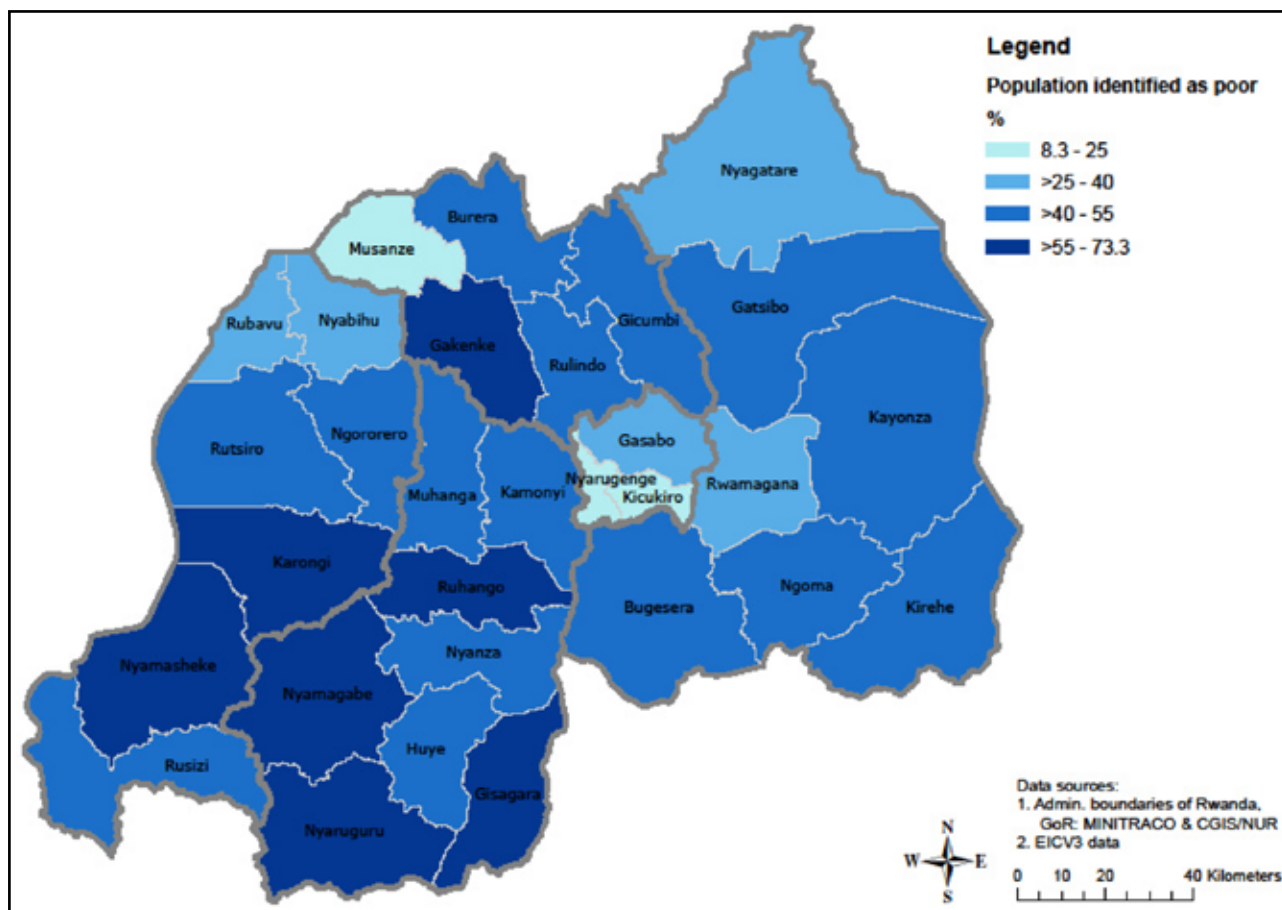 Legend
Population identified as poor
%
8.3 - 25
>25 - 40
>40 - 55
>55 - 73.3
Nyagatare
Burera
Musanze
Gatsibo
Gicumbi
Rubavu
Nyabihu
Gakenke
Rulindo
Kayonza
Gasabo
Rutsiro
Ngororero
Muhanga
Kamonyi
Nyarugenge
Kicukiro
Rwamagana
Karongi
Ruhango
Bugesera
Ngoma
Kirehe
Nyamasheke
Nyamagabe
Nyanza
Huye
Rusizi
Gisagara
Nyaruguru
Data sources:
1. Admin. boundaries of Rwanda,
GoR: MINITRACO & CGIS/NUR
2. EICV3 data
N
W E
S
0 10 20 40 Kilometers